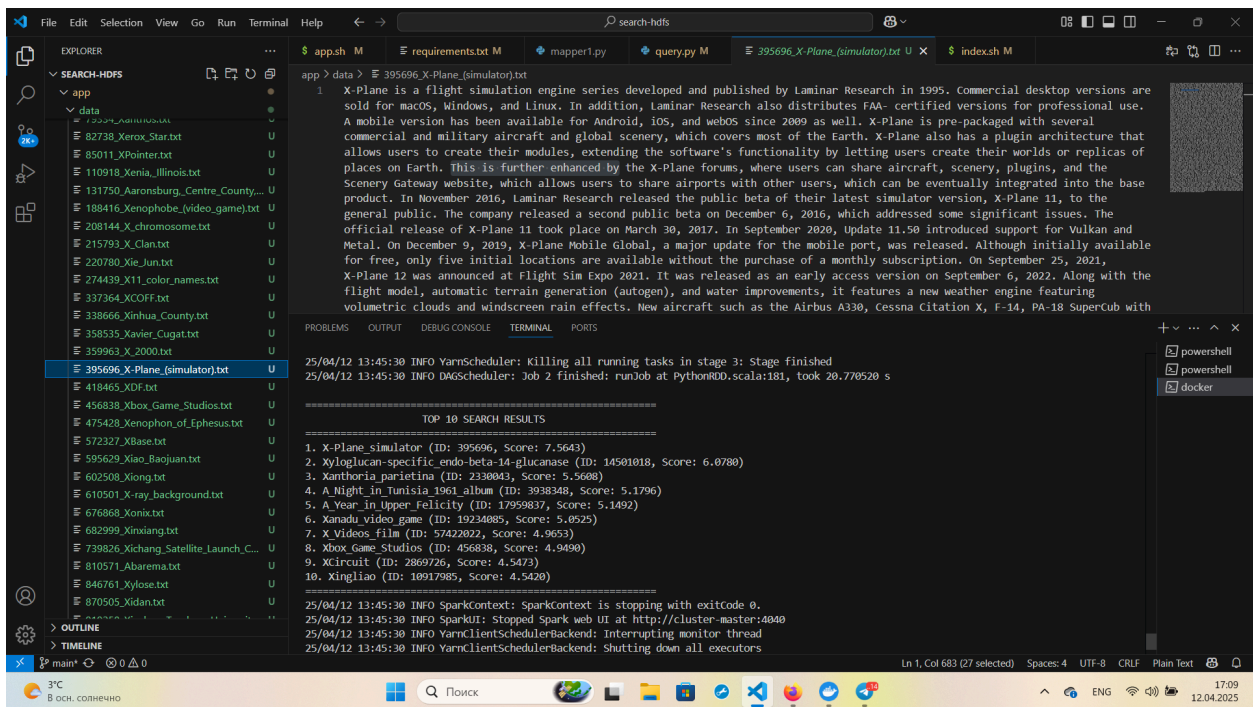 File Edit Selection View Go Run Terminal Help
search-hdfs
EXPLORER
SEARCH-HDFS
app
data
82738_Xerox_Star.txt U
85011_XPointer.txt U
110918_Xenia,_Illinois.txt U
131750_Aaronsburg,_Centre_County,... U
188416_Xenophobe_(video_game).txt U
208144_X_chromosome.txt U
215793_X_Clan.txt U
220780_Xie_Jun.txt U
274439_X11_color_names.txt U
337364_XCOFF.txt U
338666_Xinhua_County.txt U
358535_Xavier_Cugat.txt U
359963_X_2000.txt U
395696_X-Plane_(simulator).txt U
418465_XDF.txt U
456838_Xbox_Game_Studios.txt U
475428_Xenophon_of_Ephesus.txt U
572327_XBase.txt U
595629_Xiao_Baojuan.txt U
602508_Xiong.txt U
610501_X-ray_background.txt U
676868_Xonix.txt U
682999_Xinxiang.txt U
739826_Xichang_Satellite_Launch_C... U
810571_Abarema.txt U
846761_Xylose.txt U
870505_Xidan.txt U
OUTLINE
TIMELINE
2K+
$ app.sh M requirements.txt M mapper1.py query.py M 395696_X-Plane_(simulator).txt U $ index.sh M
app > data > 395696_X-Plane_(simulator).txt
1 X-Plane is a flight simulation engine series developed and published by Laminar Research in 1995. Commercial desktop versions are
sold for macOS, Windows, and Linux. In addition, Laminar Research also distributes FAA- certified versions for professional use.
A mobile version has been available for Android, iOS, and webOS since 2009 as well. X-Plane is pre-packaged with several
commercial and military aircraft and global scenery, which covers most of the Earth. X-Plane also has a plugin architecture that
allows users to create their modules, extending the software's functionality by letting users create their worlds or replicas of
places on Earth. This is further enhanced by the X-Plane forums, where users can share aircraft, scenery, plugins, and the
Scenery Gateway website, which allows users to share airports with other users, which can be eventually integrated into the base
product. In November 2016, Laminar Research released the public beta of their latest simulator version, X-Plane 11, to the
general public. The company released a second public beta on December 6, 2016, which addressed some significant issues. The
official release of X-Plane 11 took place on March 30, 2017. In September 2020, Update 11.50 introduced support for Vulkan and
Metal. On December 9, 2019, X-Plane Mobile Global, a major update for the mobile port, was released. Although initially available
for free, only five initial locations are available without the purchase of a monthly subscription. On September 25, 2021,
X-Plane 12 was announced at Flight Sim Expo 2021. It was released as an early access version on September 6, 2022. Along with the
flight model, automatic terrain generation (autogen), and water improvements, it features a new weather engine featuring
volumetric clouds and windscreen rain effects. New aircraft such as the Airbus A330, Cessna Citation X, F-14, PA-18 SuperCub with
PROBLEMS OUTPUT DEBUG CONSOLE TERMINAL PORTS
25/04/12 13:45:30 INFO YarnScheduler: Killing all running tasks in stage 3: Stage finished
25/04/12 13:45:30 INFO DAGScheduler: Job 2 finished: runJob at PythonRDD.scala:181, took 20.770520 s
============================================================
TOP 10 SEARCH RESULTS
============================================================
1. X-Plane_simulator (ID: 395696, Score: 7.5643)
2. Xyloglucan-specific_endo-beta-14-glucanase (ID: 14501018, Score: 6.0780)
3. Xanthoria_parietina (ID: 2330043, Score: 5.5608)
4. A_Night_in_Tunisia_1961_album (ID: 3938348, Score: 5.1796)
5. A_Year_in_Upper_Felicity (ID: 17959837, Score: 5.1492)
6. Xanadu_video_game (ID: 19234085, Score: 5.0525)
7. X_Videos_film (ID: 57422022, Score: 4.9653)
8. Xbox_Game_Studios (ID: 456838, Score: 4.9490)
9. XCircuit (ID: 2869726, Score: 4.5473)
10. Xingliao (ID: 10917985, Score: 4.5420)
============================================================
25/04/12 13:45:30 INFO SparkContext: SparkContext is stopping with exitCode 0.
25/04/12 13:45:30 INFO SparkUI: Stopped Spark web UI at http://cluster-master:4040
25/04/12 13:45:30 INFO YarnClientSchedulerBackend: Interrupting monitor thread
25/04/12 13:45:30 INFO YarnClientSchedulerBackend: Shutting down all executors
powershell
powershell
docker
main* 0 0
Ln 1, Col 683 (27 selected) Spaces: 4 UTF-8 CRLF Plain Text
3°C
В осн. солнечно
Поиск
14
ENG
17:09
12.04.2025